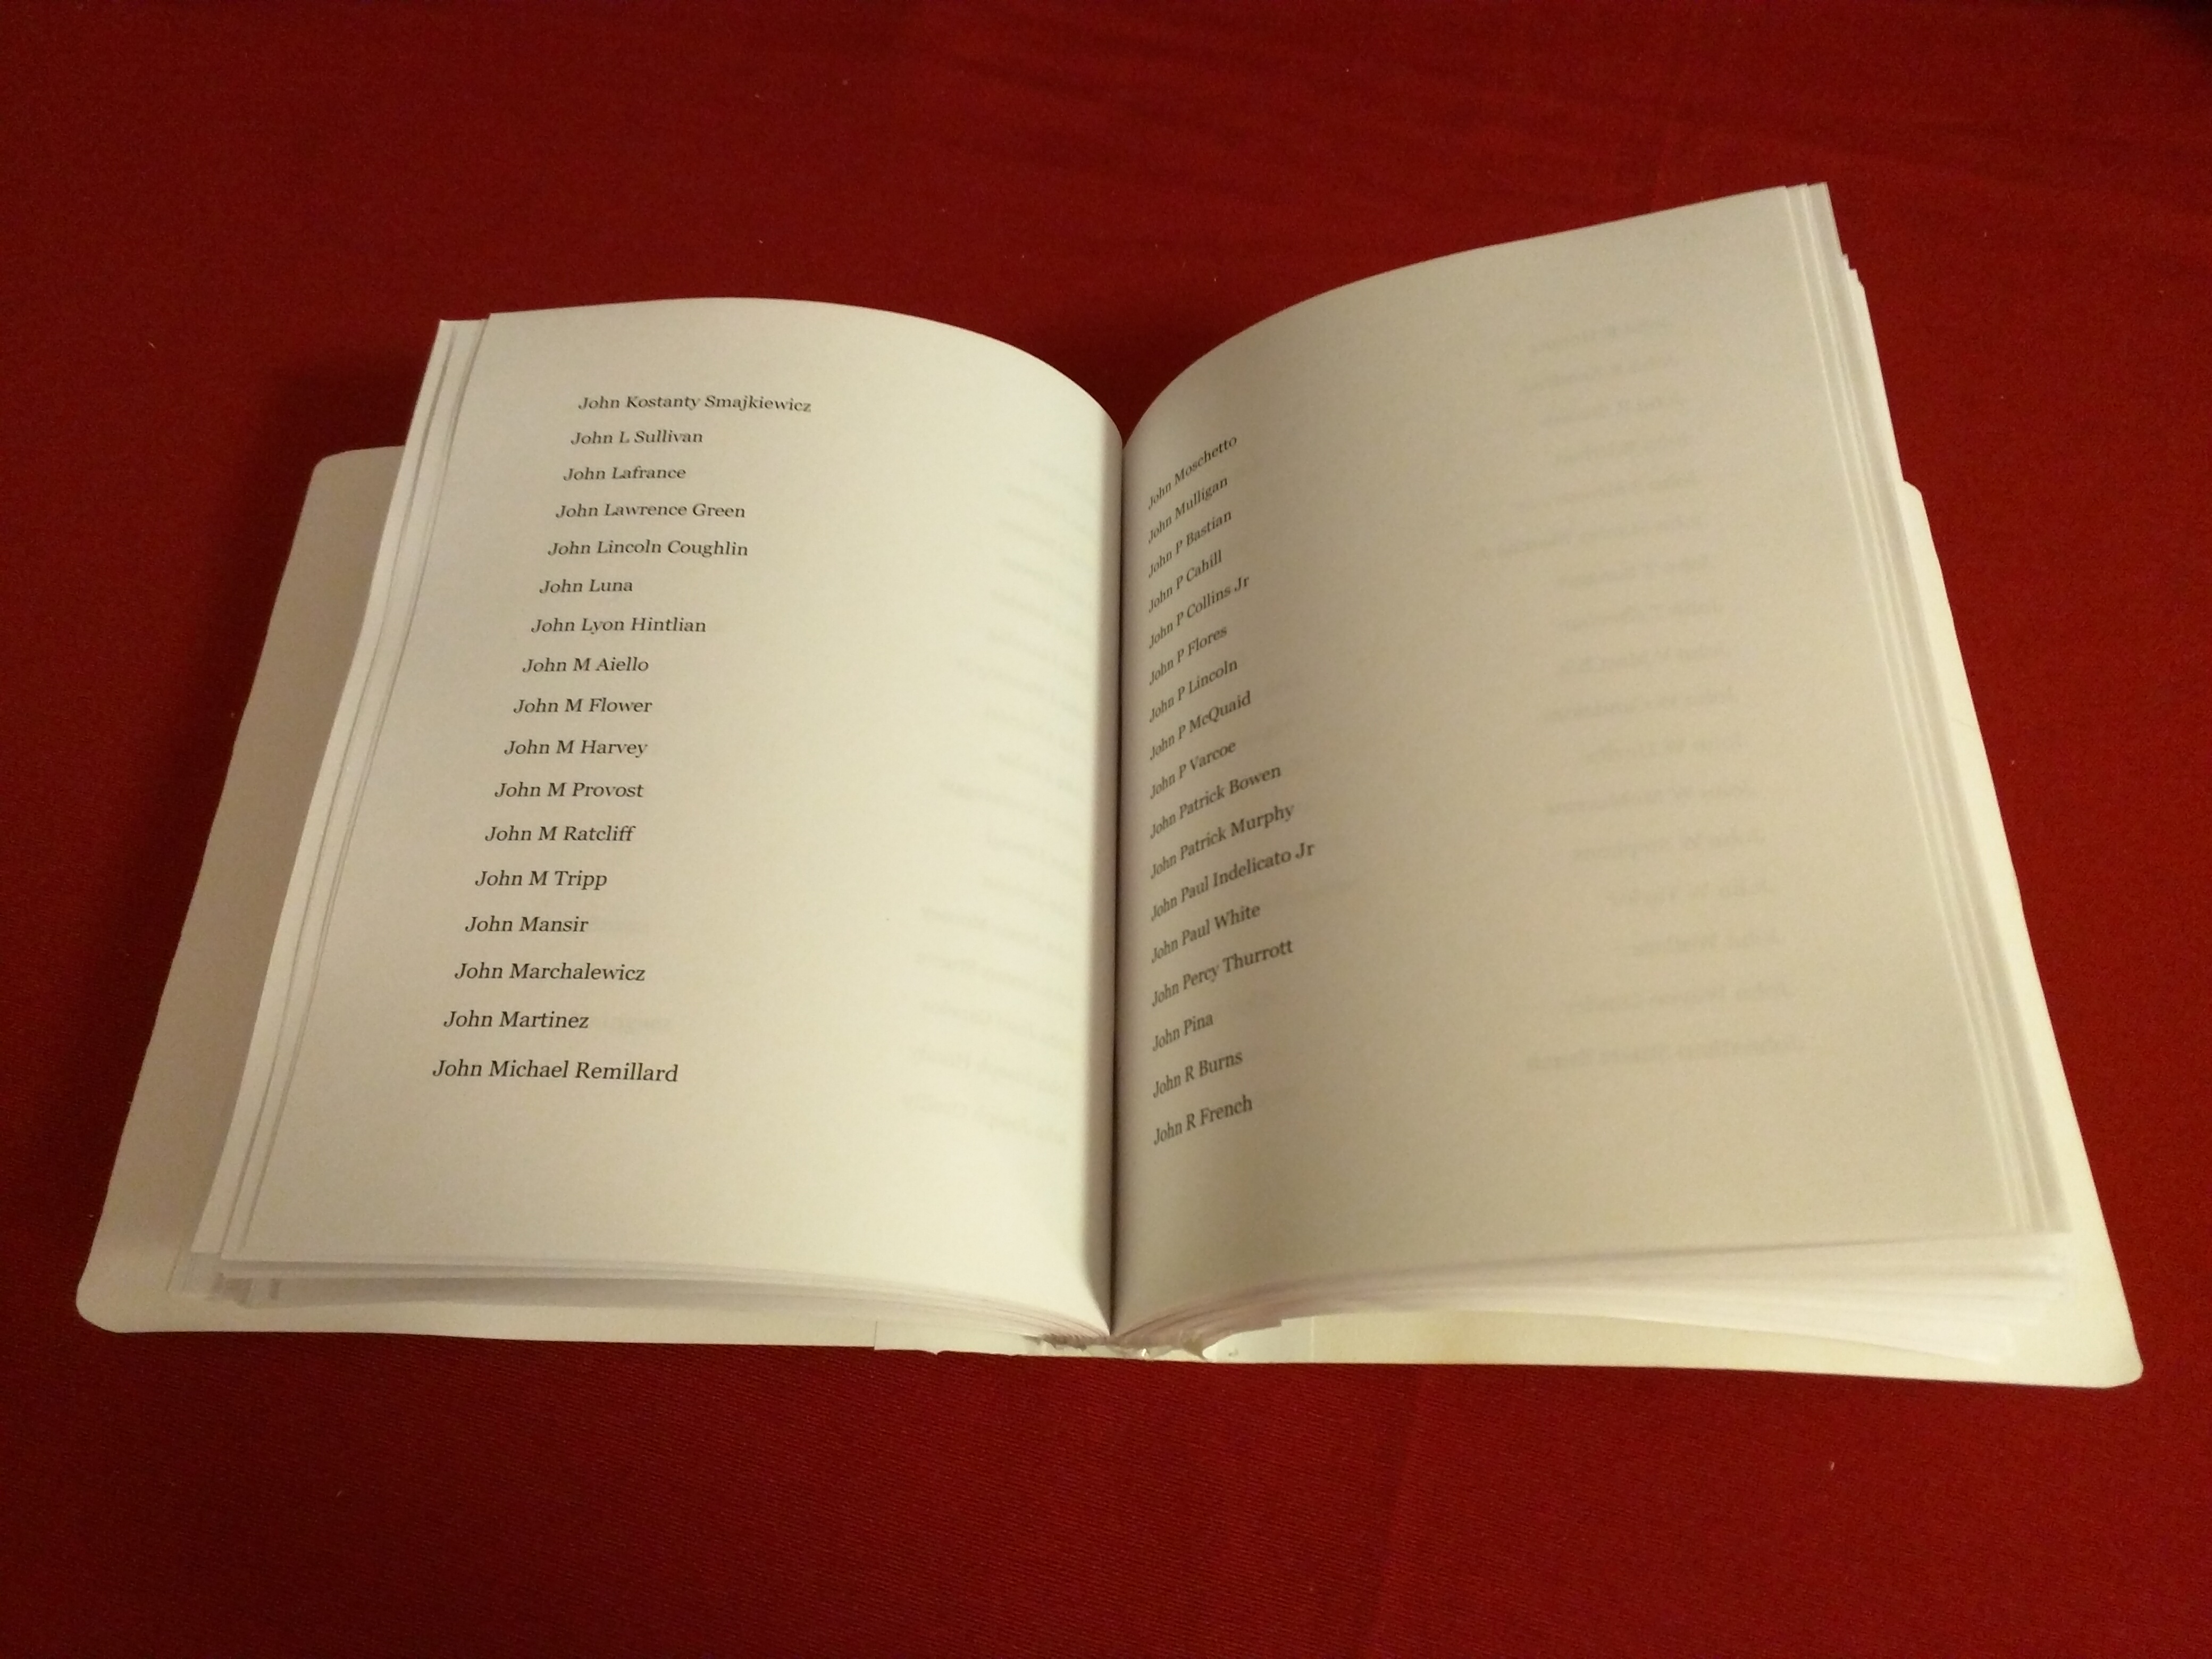 John Kostanty Smajkiewicz
John L Sullivan
John Lafrance
John Lawrence Green
John Lincoln Coughlin
John Luna
John Lyon Hintlian
John M Aiello
John M Flower
John M Harvey
John M Provost
John M Ratcliff
John M Tripp
John Mansir
John Marchalewicz
John Martinez
John Michael Remillard
John Moschetto
John Mulligan
John P Bastian
John P Cahill
John P Collins Jr
John P Flores
John P Lincoln
John P McQuaid
John P Varcoe
John Patrick Bowen
John Patrick Murphy
John Paul Indelicato Jr
John Paul White
John Percy Thurrott
John Pina
John R Burns
John R French